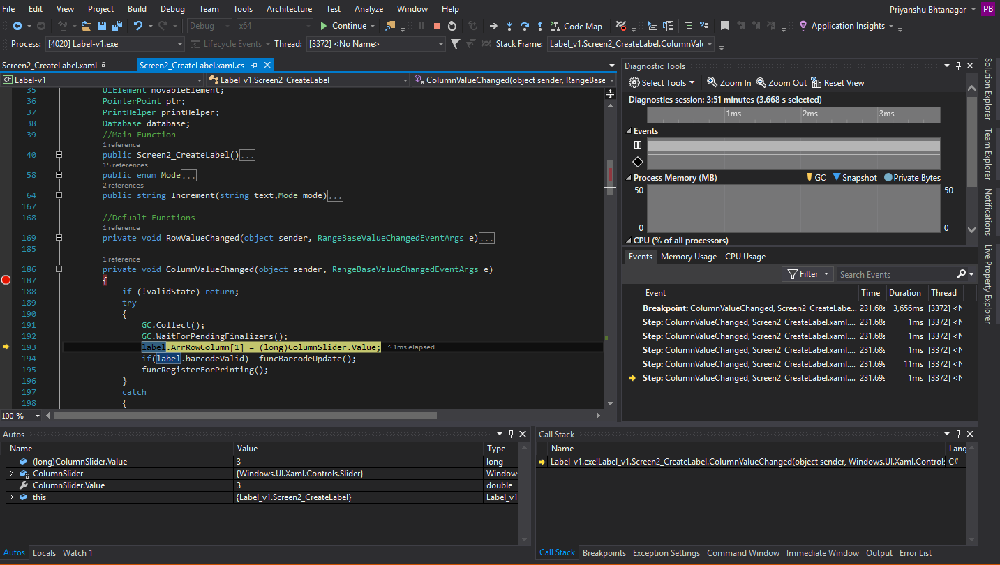 File Edit View Project Build Debug Team Tools Architecture Test Analyze Window Help Priyanshu Bhtanagar PB
Debug x64 Continue Code Map Application Insights
Process: [4020] Label-v1.exe Lifecycle Events Thread: [3372] <No Name> Stack Frame: Label_v1.Screen2_CreateLabel.ColumnValu
Screen2_CreateLabel.xaml Screen2_CreateLabel.xaml.cs
C# Label-v1 Label_v1.Screen2_CreateLabel ColumnValueChanged(object sender, RangeBase
35 UIElement movableElement;
36 PointerPoint ptr;
37 PrintHelper printHelper;
38 Database database;
39 //Main Function
1 reference
40 public Screen2_CreateLabel()...
15 references
58 public enum Mode...
2 references
64 public string Increment(string text,Mode mode)...
167
168 //Defualt Functions
1 reference
169 private void RowValueChanged(object sender, RangeBaseValueChangedEventArgs e)...
185
1 reference
186 private void ColumnValueChanged(object sender, RangeBaseValueChangedEventArgs e)
187 {
188 if (!validState) return;
189 try
190 {
191 GC.Collect();
192 GC.WaitForPendingFinalizers();
193 label.ArrRowColumn[1] = (long)ColumnSlider.Value; ≤1ms elapsed
194 if(label.barcodeValid) funcBarcodeUpdate();
195 funcRegisterForPrinting();
196 }
197 catch
198 {
100 %
Diagnostic Tools
Select Tools Zoom In Zoom Out Reset View
Diagnostics session: 3:51 minutes (3.668 s selected)
1ms 2ms 3ms
Events
Process Memory (MB) GC Snapshot Private Bytes
50 50
0 0
CPU (% of all processors)
Events Memory Usage CPU Usage
Filter Search Events
Event Time Duration Thread
Breakpoint: ColumnValueChanged, Screen2_CreateLabe... 231.68s 3,656ms [3372] <N
Step: ColumnValueChanged, Screen2_CreateLabel.xaml.... 231.68s 1ms [3372] <N
Step: ColumnValueChanged, Screen2_CreateLabel.xaml.... 231.68s 1ms [3372] <N
Step: ColumnValueChanged, Screen2_CreateLabel.xaml.... 231.68s 1ms [3372] <N
Step: ColumnValueChanged, Screen2_CreateLabel.xaml.... 231.69s 11ms [3372] <N
Step: ColumnValueChanged, Screen2_CreateLabel.xaml.... 231.69s 1ms [3372] <N
Solution Explorer
Team Explorer
Notifications
Live Property Explorer
Autos
Name Value Type
(long)ColumnSlider.Value 3 long
ColumnSlider {Windows.UI.Xaml.Controls.Slider} Window
ColumnSlider.Value 3 double
this {Label_v1.Screen2_CreateLabel} Label_v1
Autos Locals Watch 1
Call Stack
Name Lang
Label-v1.exe!Label_v1.Screen2_CreateLabel.ColumnValueChanged(object sender, Windows.UI.Xaml.Controls C#
Call Stack Breakpoints Exception Settings Command Window Immediate Window Output Error List